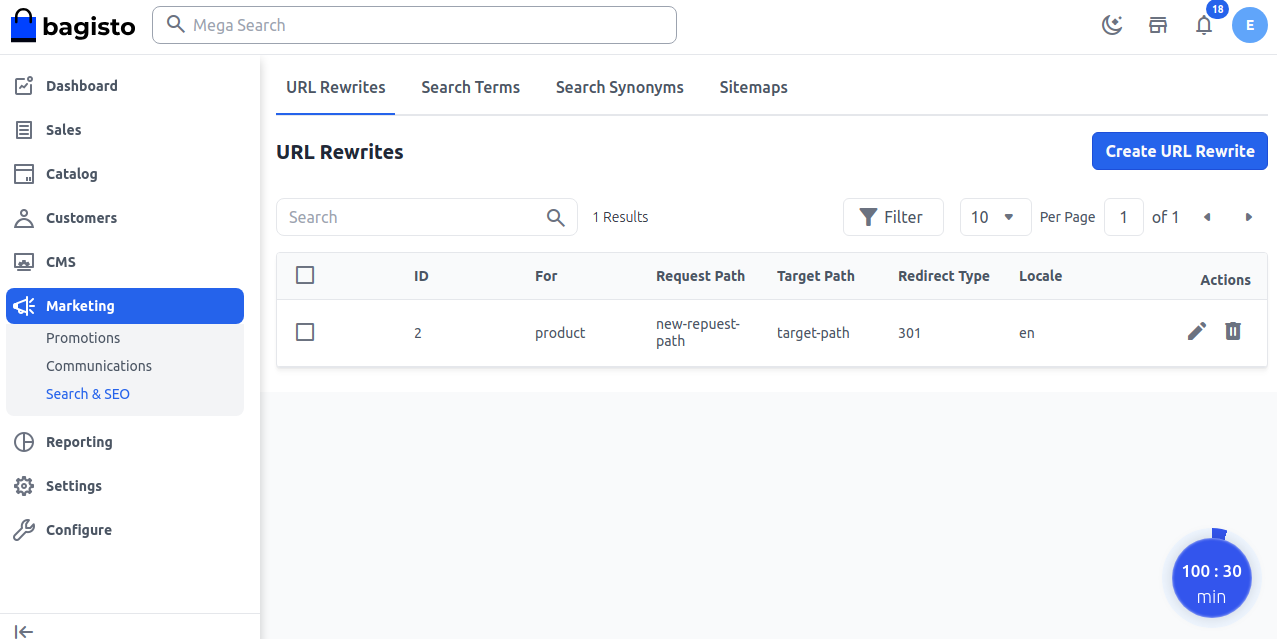 bagisto
Mega Search
18
E
Dashboard
Sales
Catalog
Customers
CMS
Marketing
Promotions
Communications
Search & SEO
Reporting
Settings
Configure
URL Rewrites Search Terms Search Synonyms Sitemaps
URL Rewrites
Create URL Rewrite
Search
1 Results
Filter
10
Per Page
1
of 1
ID For Request Path Target Path Redirect Type Locale Actions
2 product new-repuest-path target-path 301 en
100 : 30
min